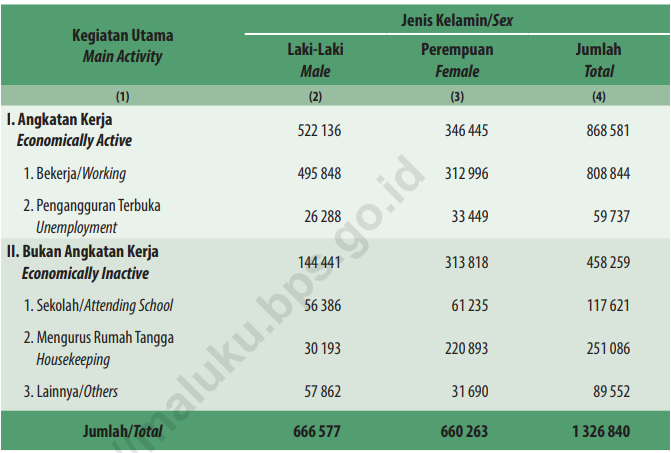 Kegiatan Utama
Main Activity
Jenis Kelamin/Sex
Laki-Laki
Male
Perempuan
Female
Jumlah
Total
(1) (2) (3) (4)
I. Angkatan Kerja
Economically Active
522 136 346 445 868 581
1. Bekerja/Working 495 848 312 996 808 844
2. Pengangguran Terbuka
Unemployment
26 288 33 449 59 737
II. Bukan Angkatan Kerja
Economically Inactive
144 441 313 818 458 259
1. Sekolah/Attending School 56 386 61 235 117 621
2. Mengurus Rumah Tangga
Housekeeping
30 193 220 893 251 086
3. Lainnya/Others 57 862 31 690 89 552
Jumlah/Total 666 577 660 263 1 326 840
//maluku.bps.go.id